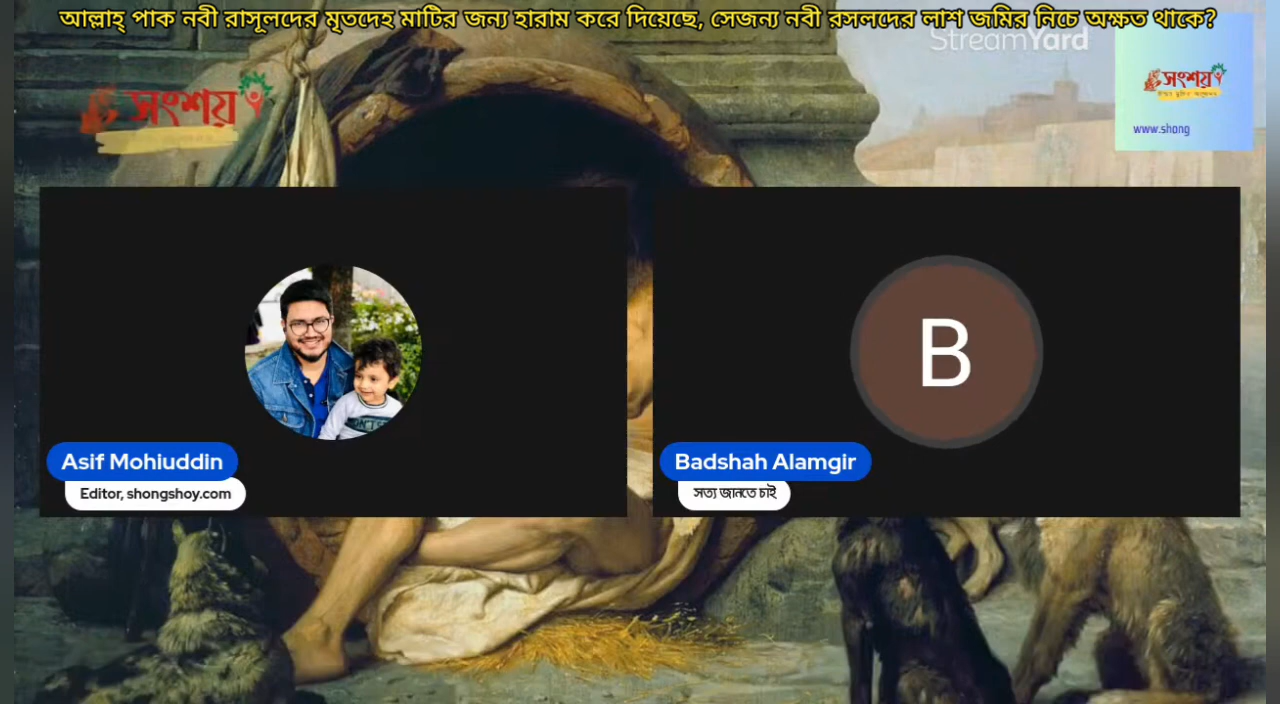 আল্লাহ্ পাক নবী রাসূলদের মৃতদেহ মাটির জন্য হারাম করে দিয়েছে, সেজন্য নবী রসলদের লাশ জমির নিচে অক্ষত থাকে?
StreamYard
সংশয়
সংশয়
www.shong
B
Asif Mohiuddin
Editor, shongshoy.com
Badshah Alamgir
সত্য জানতে চাই